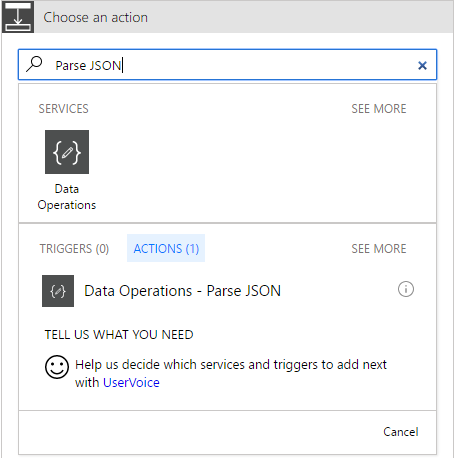 Choose an action
Parse JSON
SERVICES SEE MORE
Data
Operations
TRIGGERS (0) ACTIONS (1) SEE MORE
Data Operations - Parse JSON
TELL US WHAT YOU NEED
Help us decide which services and triggers to add next
with UserVoice
Cancel